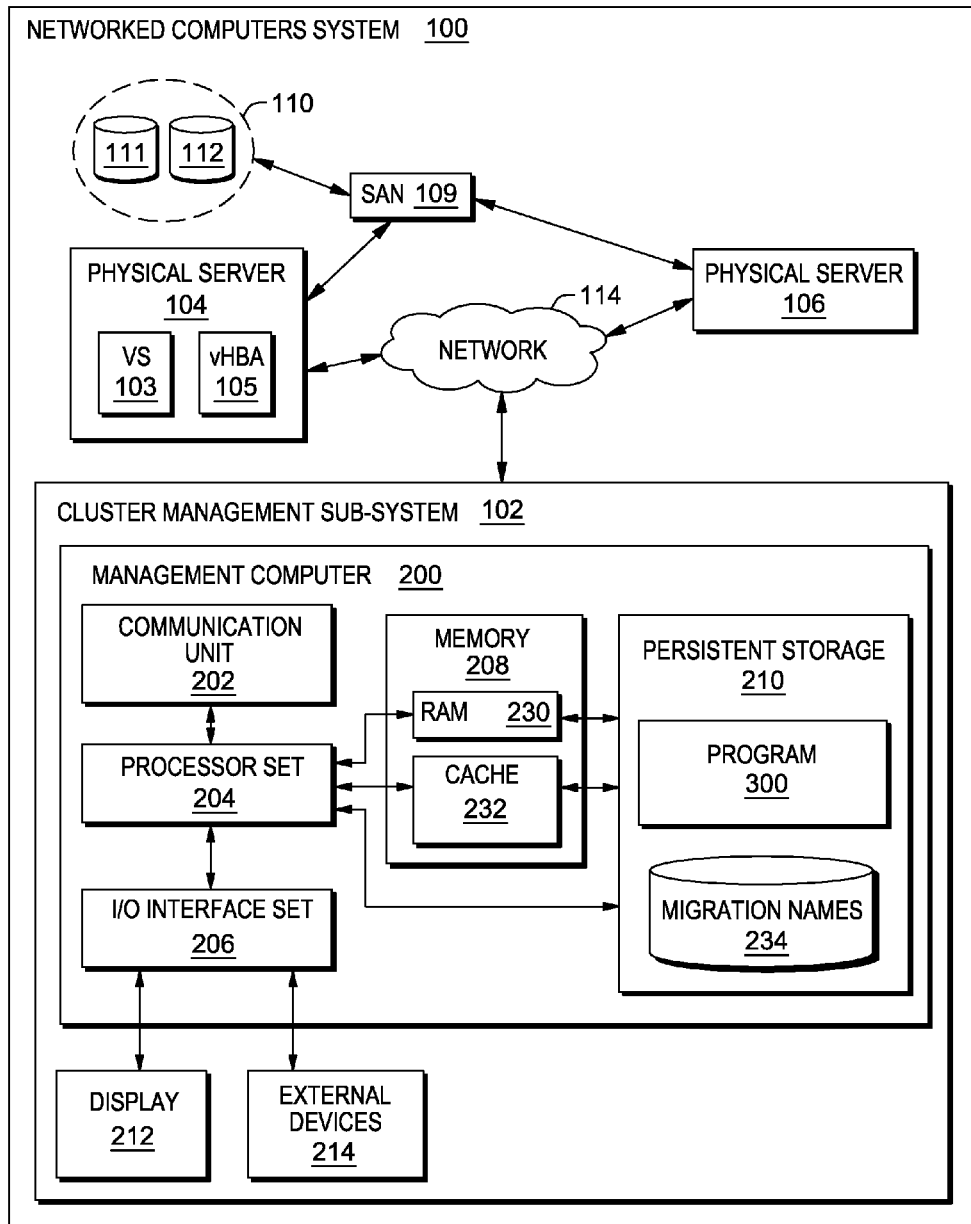 NETWORKED COMPUTERS SYSTEM 100
110
111 112
SAN 109
PHYSICAL SERVER
104
VS
103
vHBA
105
114
NETWORK
PHYSICAL SERVER
106
CLUSTER MANAGEMENT SUB-SYSTEM 102
MANAGEMENT COMPUTER 200
COMMUNICATION
UNIT
202
PROCESSOR SET
204
I/O INTERFACE SET
206
MEMORY
208
RAM 230
CACHE
232
PERSISTENT STORAGE
210
PROGRAM
300
MIGRATION NAMES
234
DISPLAY
212
EXTERNAL
DEVICES
214